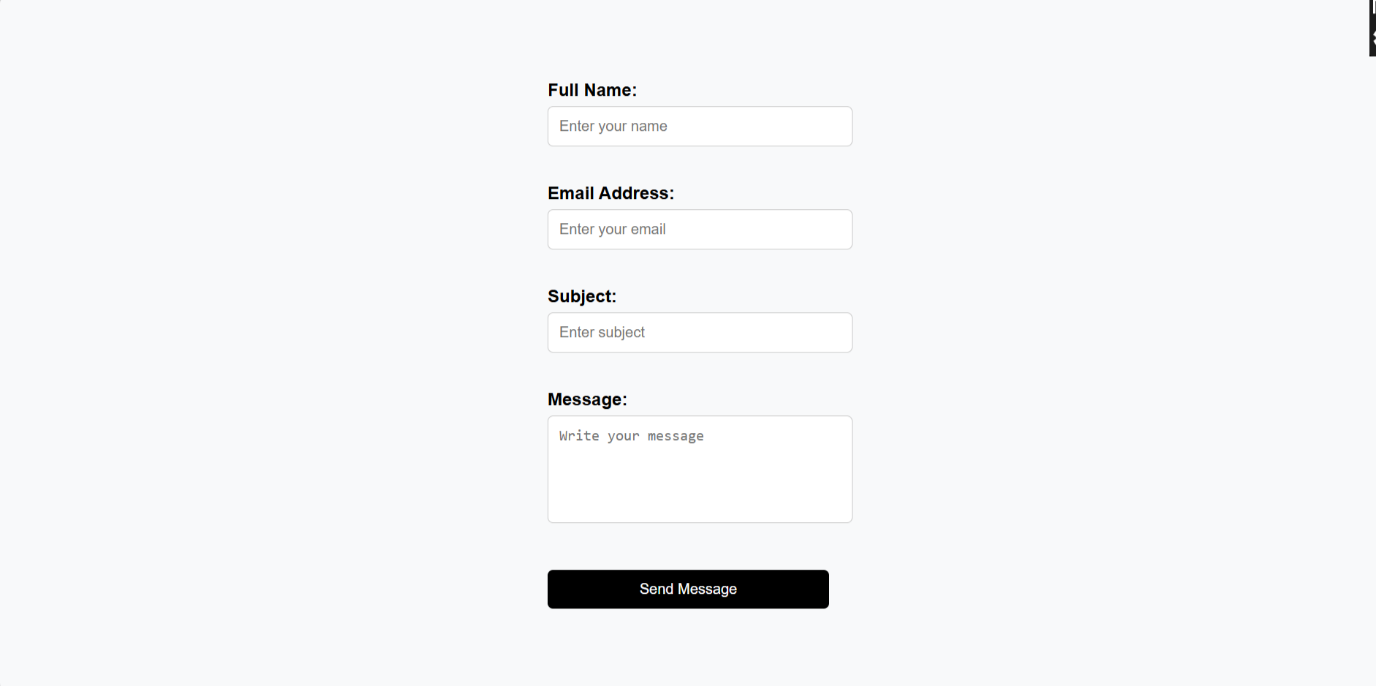 Full Name:
Enter your name
Email Address:
Enter your email
Subject:
Enter subject
Message:
Write your message
Send Message